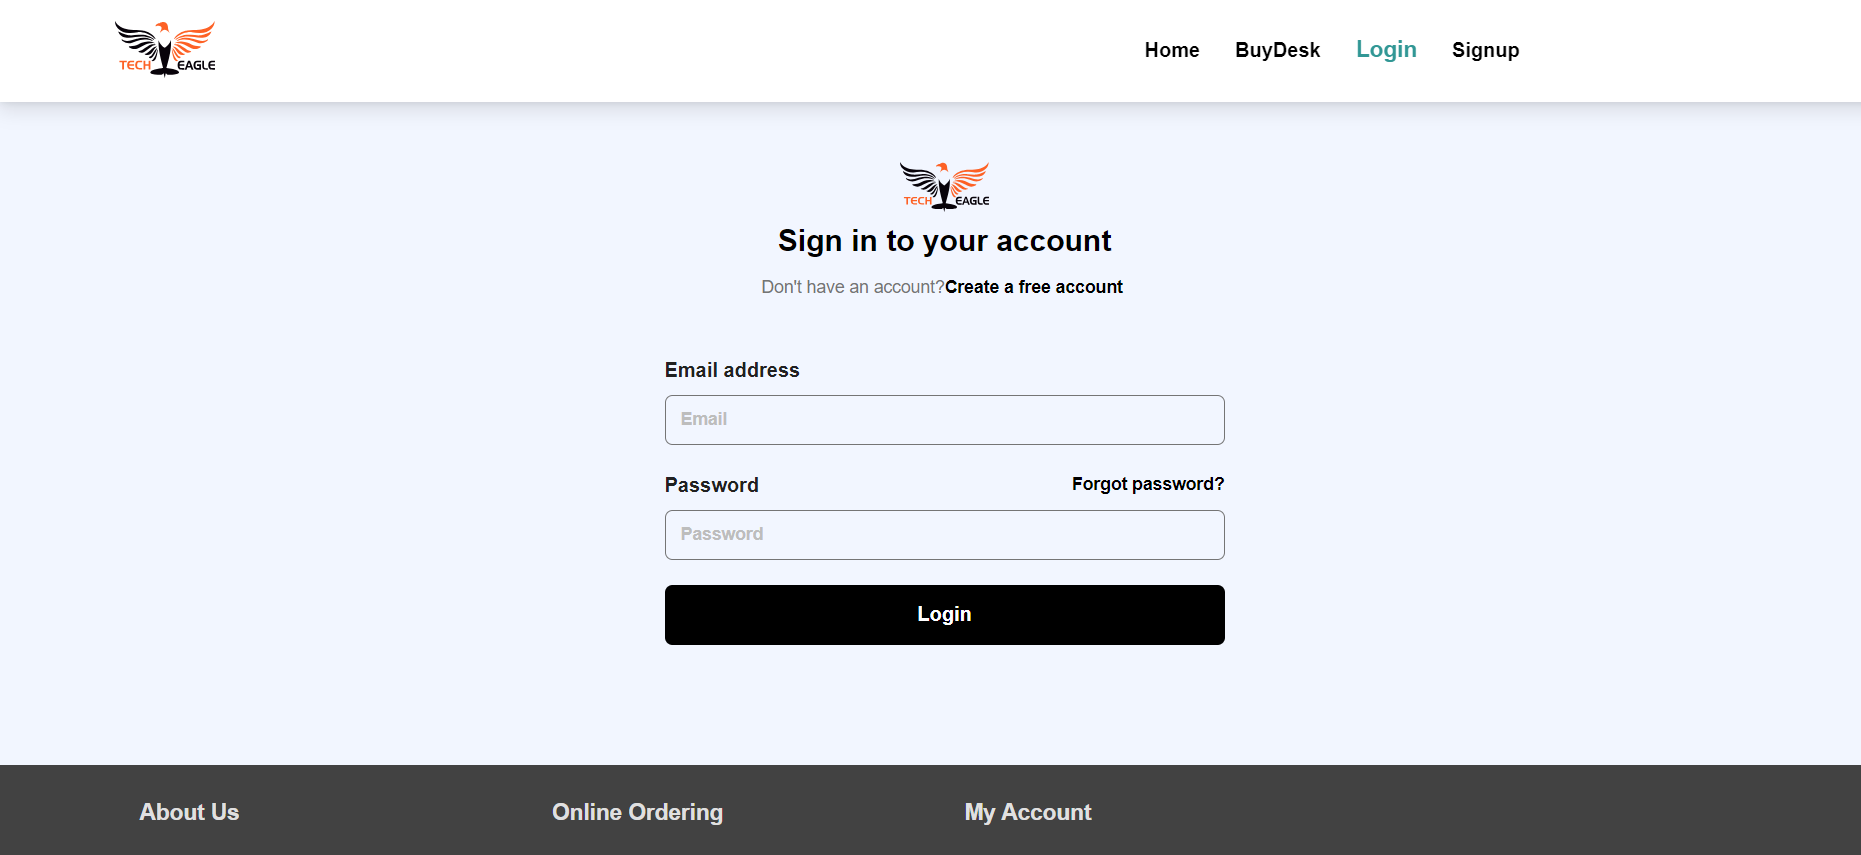 TECH EAGLE
Home BuyDesk Login Signup
TECH EAGLE
Sign in to your account
Don't have an account?Create a free account
Email address
Email
Password Forgot password?
Password
Login
About Us Online Ordering My Account